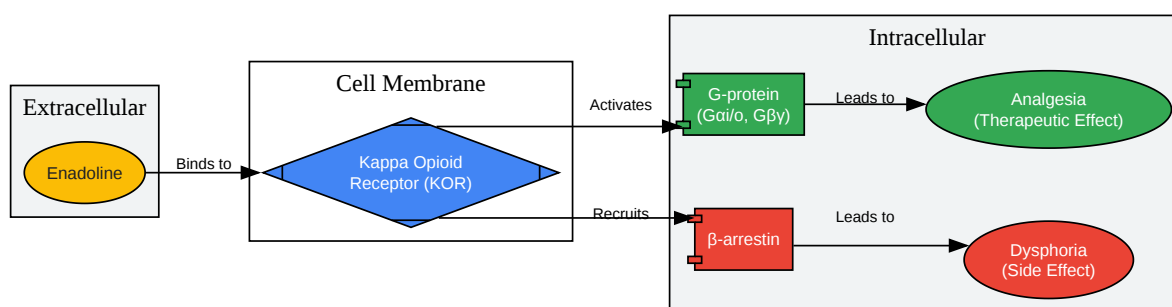 Extracellular
Enadoline
Binds to
Cell Membrane
Kappa Opioid
Receptor (KOR)
Activates
Recruits
Intracellular
G-protein
(Gαi/o, Gβγ)
Leads to
Analgesia
(Therapeutic Effect)
β-arrestin
Leads to
Dysphoria
(Side Effect)